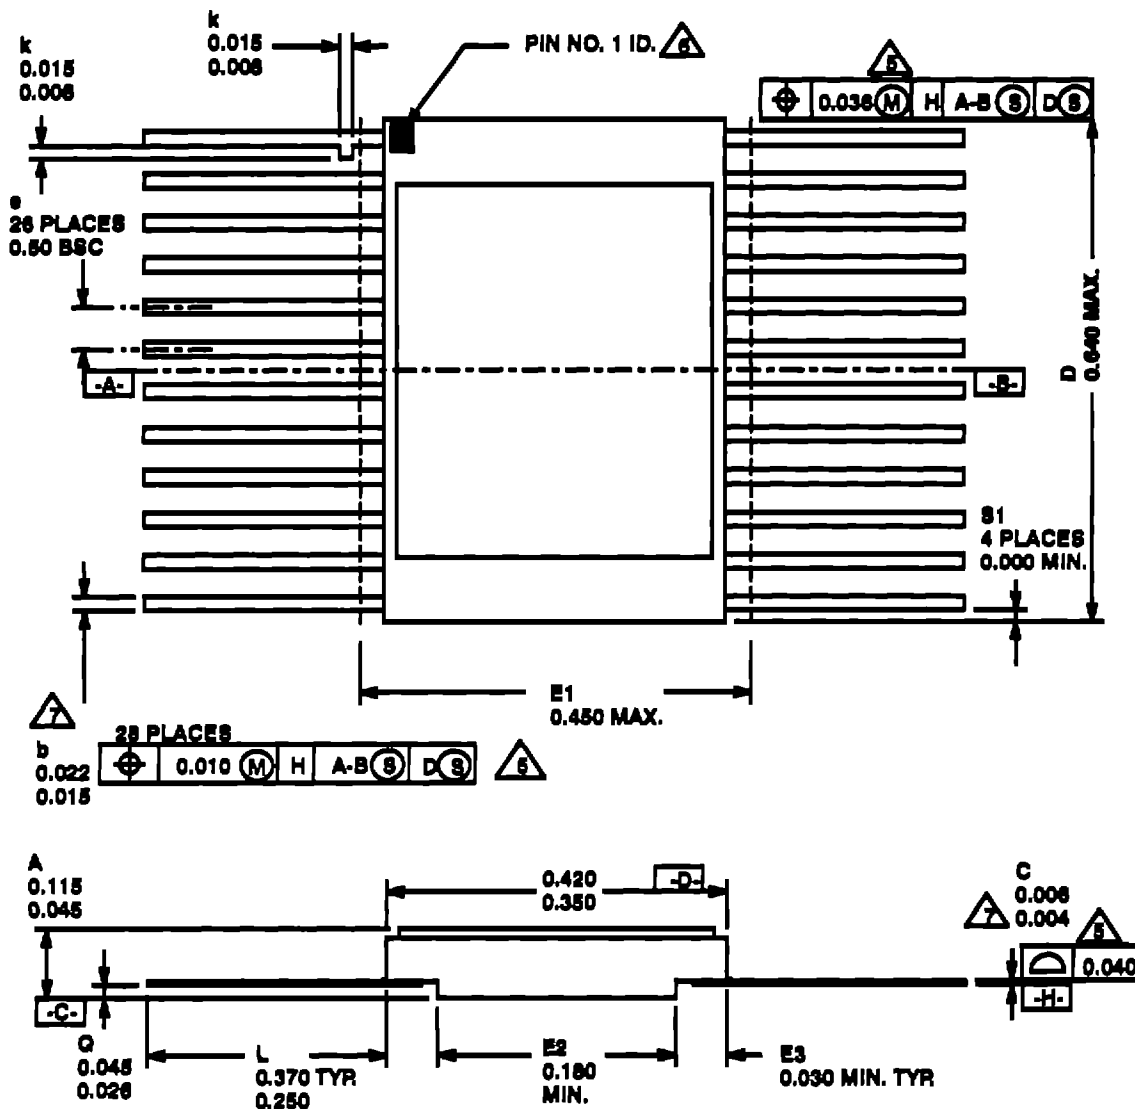 k
0.015
0.006
k
0.015
0.006
PIN NO. 1 ID. 6
5
0.036 M H A-B S D S
e
26 PLACES
0.50 BSC
-A-
-B-
D
0.640 MAX.
S1
4 PLACES
0.000 MIN.
E1
0.450 MAX.
7
b
0.022
0.015
28 PLACES
0.010 M H A-B S D S
5
A
0.115
0.045
0.420
0.350
-D-
C
0.006
0.004
7
5
0.040
-H-
-C-
Q
0.045
0.026
L
0.370 TYP.
0.250
E2
0.180
MIN.
E3
0.030 MIN. TYP.